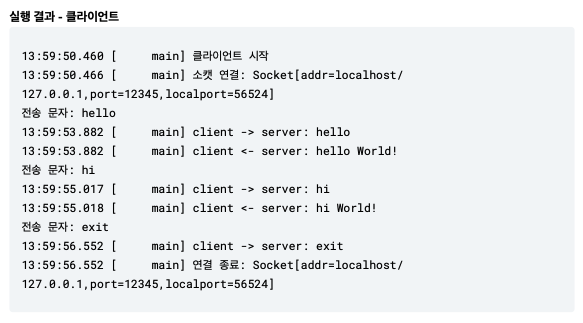 실행 결과 - 클라이언트
13:59:50.460 [     main] 클라이언트 시작
13:59:50.466 [     main] 소캣 연결: Socket[addr=localhost/
127.0.0.1,port=12345,localport=56524]
전송 문자: hello
13:59:53.882 [     main] client -> server: hello
13:59:53.882 [     main] client <- server: hello World!
전송 문자: hi
13:59:55.017 [     main] client -> server: hi
13:59:55.018 [     main] client <- server: hi World!
전송 문자: exit
13:59:56.552 [     main] client -> server: exit
13:59:56.552 [     main] 연결 종료: Socket[addr=localhost/
127.0.0.1,port=12345,localport=56524]